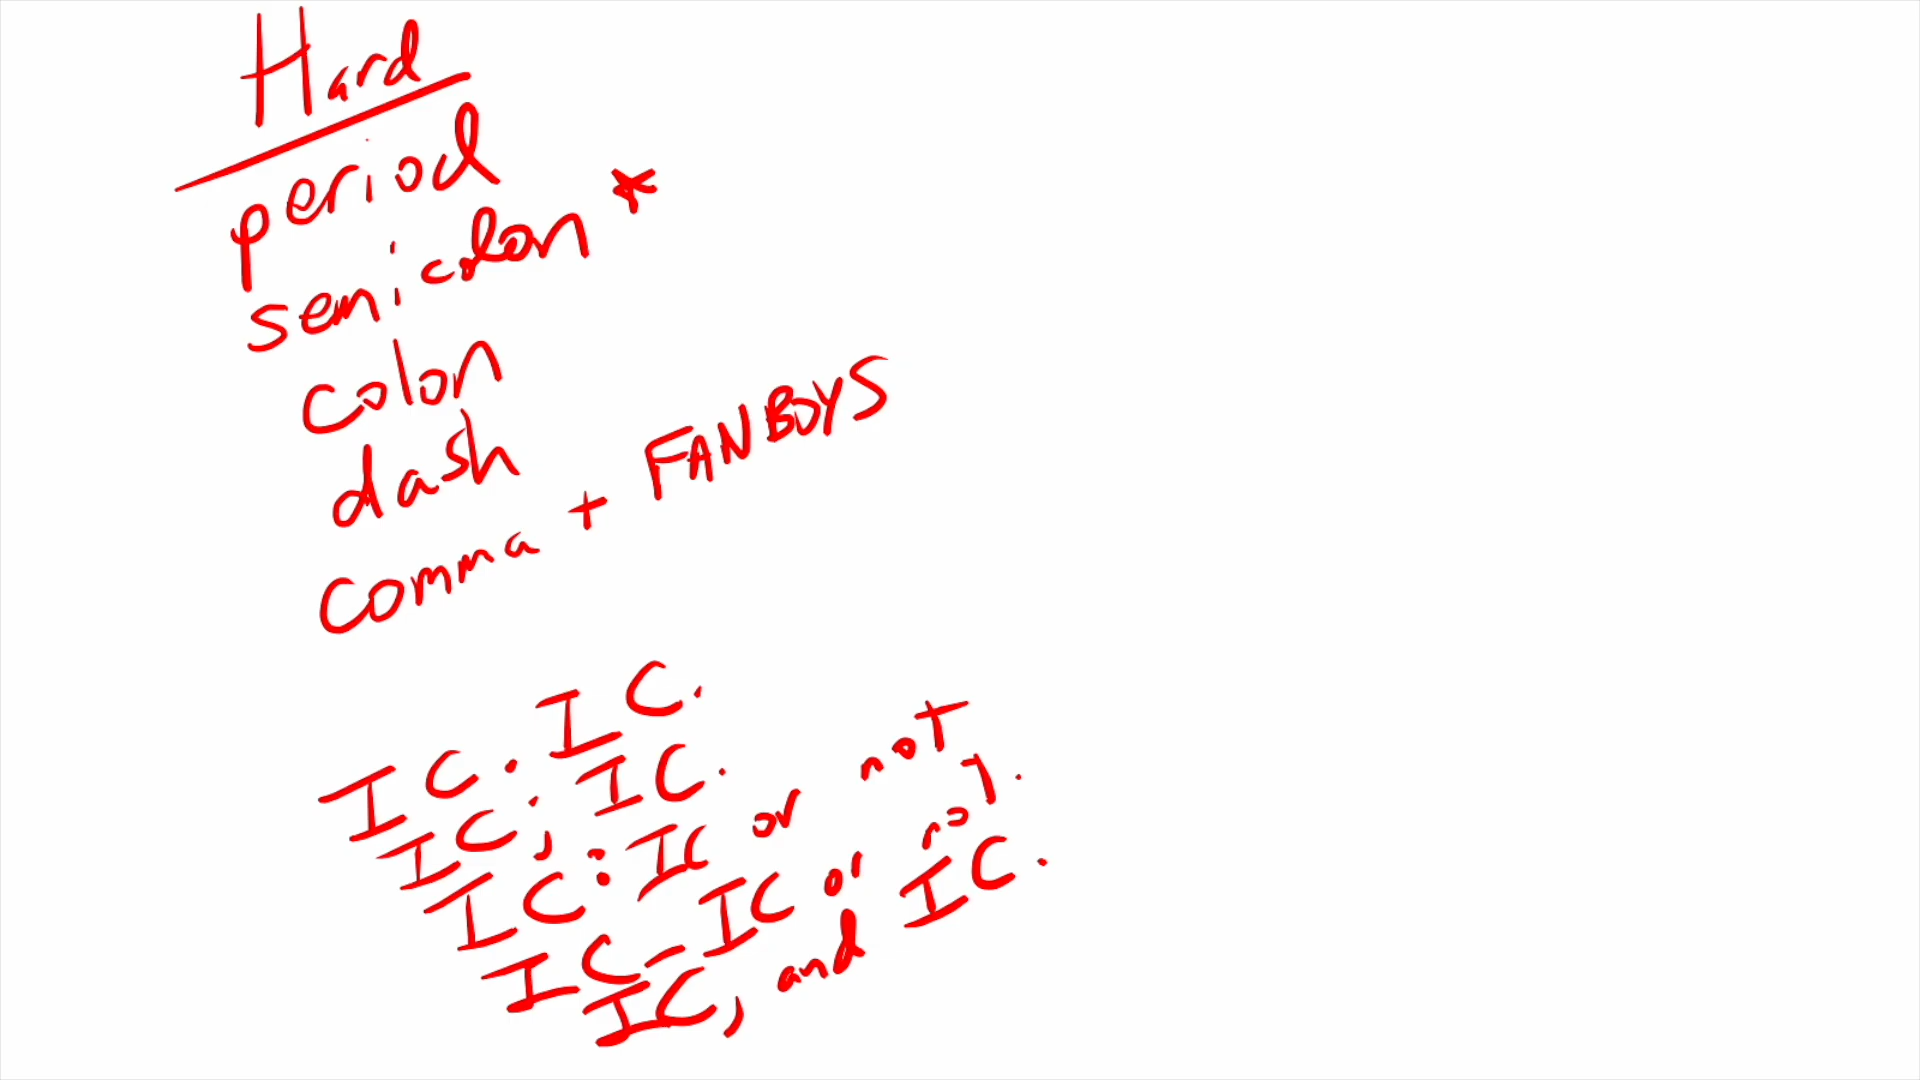 Hard
period
semicolon *
colon
dash
comma + FANBOYS
IC. IC.
IC; IC.
IC: IC or not
IC - IC or not.
IC, and IC.